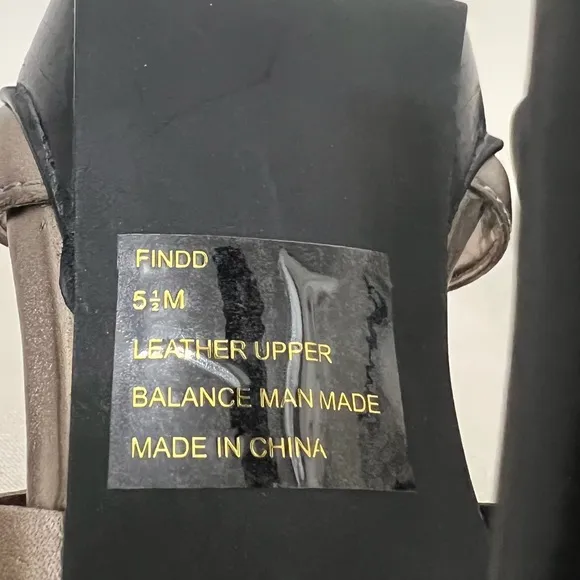 FINDD
5½M
LEATHER UPPER
BALANCE MAN MADE
MADE IN CHINA